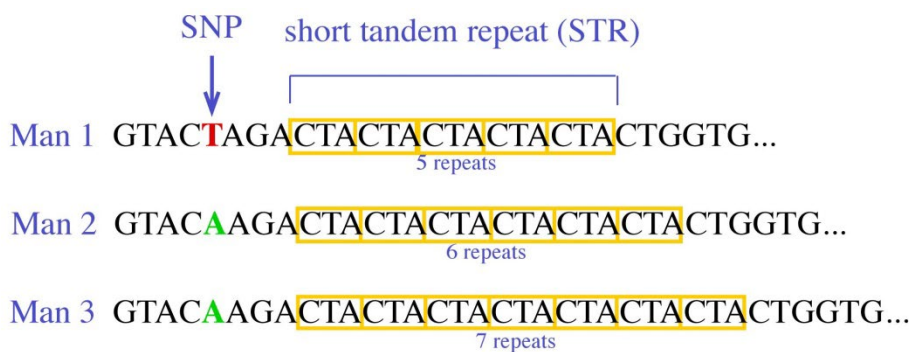 SNP short tandem repeat (STR)
Man 1 GTACTAGACTACTACTACTACTACTGGTG...
5 repeats
Man 2 GTACAAGACTACTACTACTACTACTACTGGTG...
6 repeats
Man 3 GTACAAGACTACTACTACTACTACTACTACTGGTG...
7 repeats